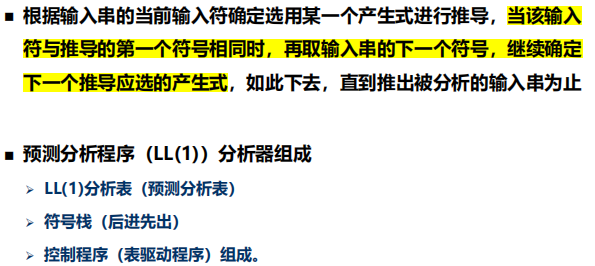 ■ 根据输入串的当前输入符确定选用某一个产生式进行推导，当该输入
符与推导的第一个符号相同时，再取输入串的下一个符号，继续确定
下一个推导应选的产生式，如此下去，直到推出被分析的输入串为止
■ 预测分析程序（LL(1)）分析器组成
➢ LL(1)分析表（预测分析表）
➢ 符号栈（后进先出）
➢ 控制程序（表驱动程序）组成。